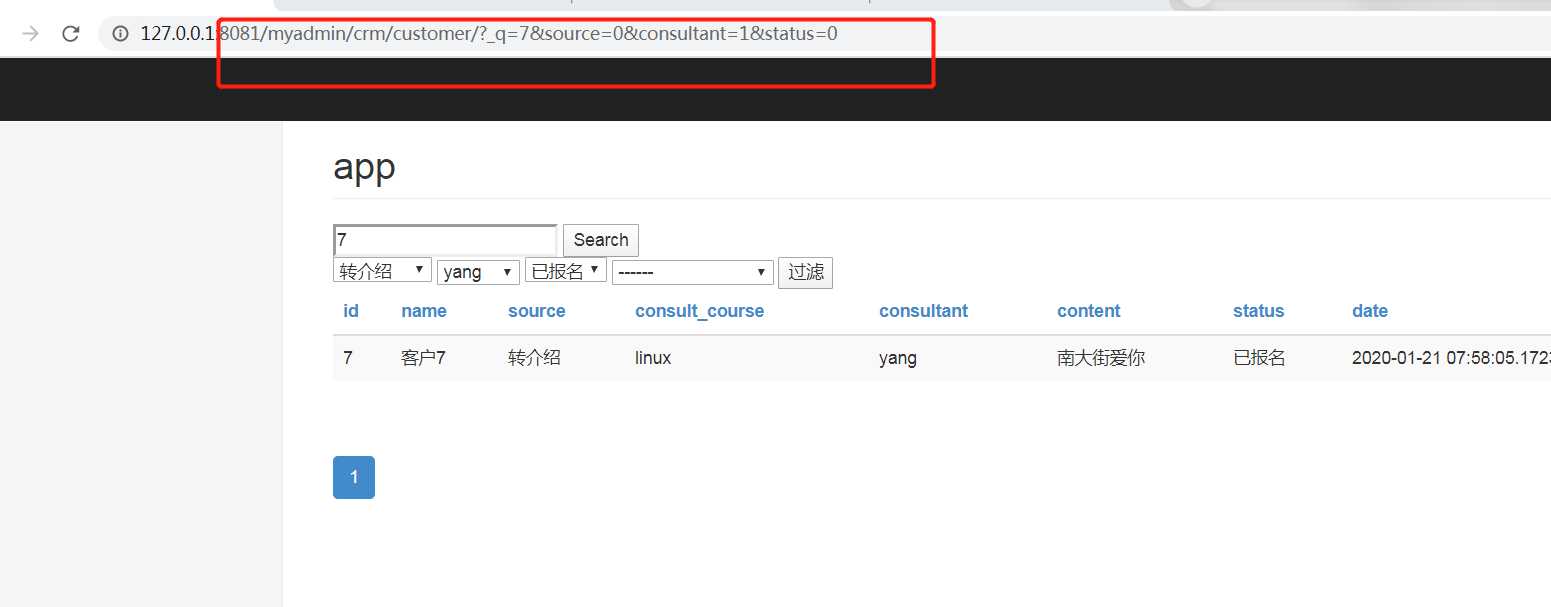 127.0.0.1:8081/myadmin/crm/customer/?_q=7&source=0&consultant=1&status=0
app
7 Search
转介绍 yang 已报名 ------ 过滤
id name source consult_course consultant content status date
7 客户7 转介绍 linux yang 南大街爱你 已报名 2020-01-21 07:58:05.172
1